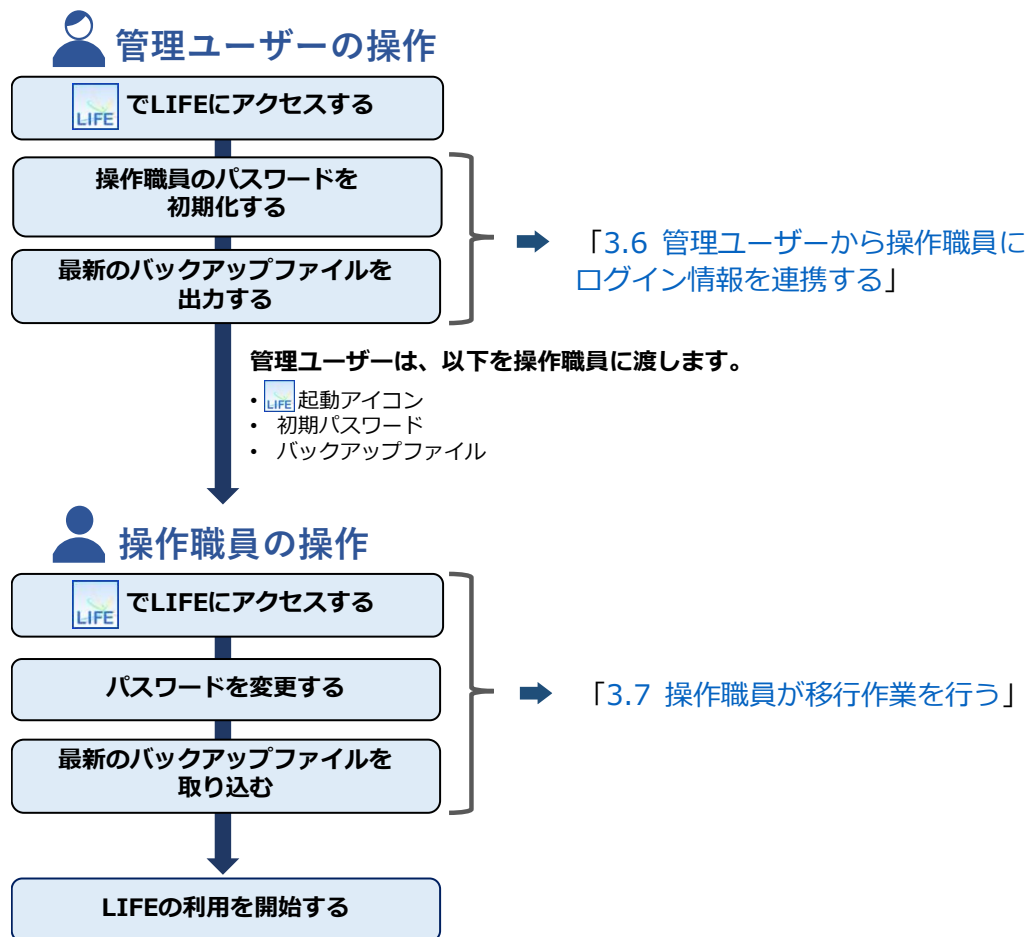 管理ユーザーの操作
LIFE でLIFEにアクセスする
操作職員のパスワードを
初期化する
最新のバックアップファイルを
出力する
「3.6 管理ユーザーから操作職員に
ログイン情報を連携する」
管理ユーザーは、以下を操作職員に渡します。
• LIFE 起動アイコン
• 初期パスワード
• バックアップファイル
操作職員の操作
LIFE でLIFEにアクセスする
パスワードを変更する
最新のバックアップファイルを
取り込む
「3.7 操作職員が移行作業を行う」
LIFEの利用を開始する